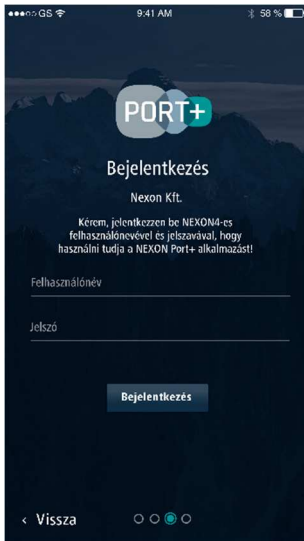 GS 9:41 AM 58 %
PORT+
Bejelentkezés
Nexon Kft.
Kérem, jelentkezzen be NEXON4-es
felhasználónevével és jelszavával, hogy
használni tudja a NEXON Port+ alkalmazást!
Felhasználónév
Jelszó
Bejelentkezés
‹ Vissza